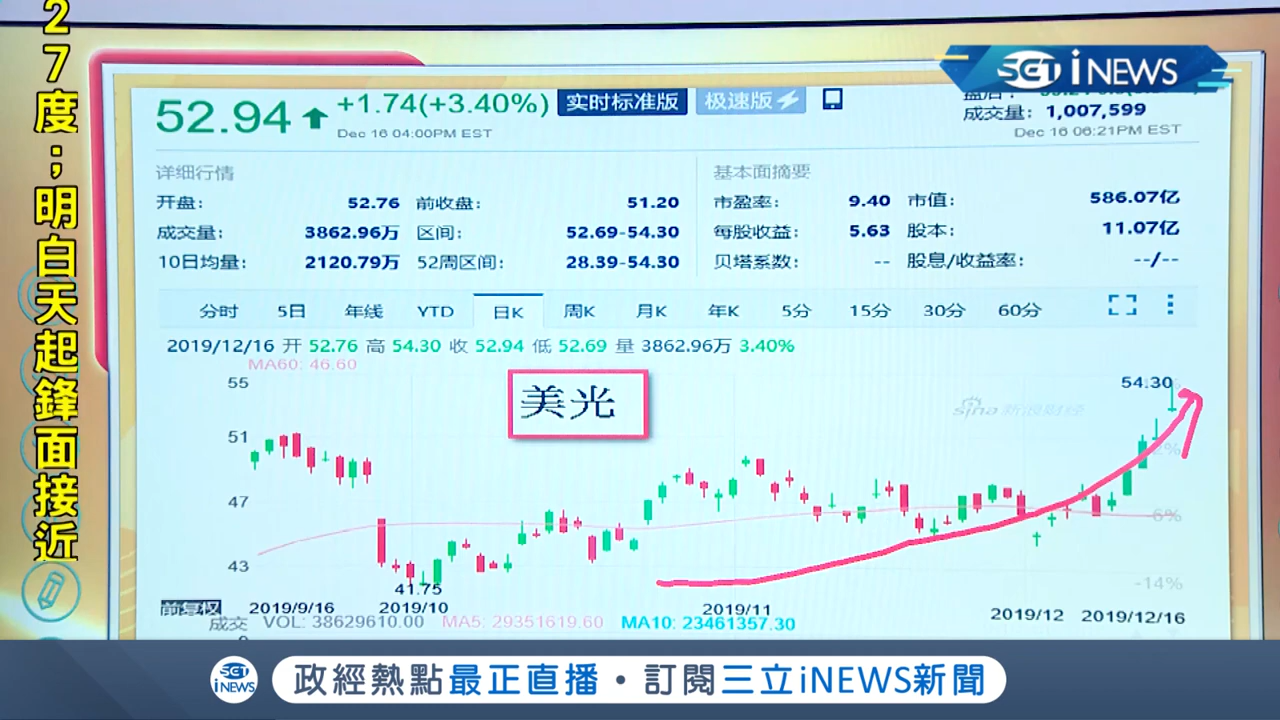 27度；明白天起鋒面接近
SET iNEWS
52.94 +1.74(+3.40%) 实时标准版 极速版
Dec 16 04:00PM EST
成交量: 1,007,599
Dec 16 06:21PM EST
详细行情
基本面摘要
开盘: 52.76 前收盘: 51.20 市盈率: 9.40 市值: 586.07亿
成交量: 3862.96万 区间: 52.69-54.30 每股收益: 5.63 股本: 11.07亿
10日均量: 2120.79万 52周区间: 28.39-54.30 贝塔系数: -- 股息/收益率: --/--
分时 5日 年线 YTD 日K 周K 月K 年K 5分 15分 30分 60分
2019/12/16 开 52.76 高 54.30 收 52.94 低 52.69 量 3862.96万 3.40%
MA60: 46.60
55
美光
54.30
sina 新浪财经
51
2%
47
-6%
43
41.75
-14%
前复权 2019/9/16 2019/10 2019/11 2019/12 2019/12/16
成交 VOL: 38629610.00 MA5: 29351619.60 MA10: 23461357.30
SET iNEWS
政經熱點最正直播・訂閱三立iNEWS新聞